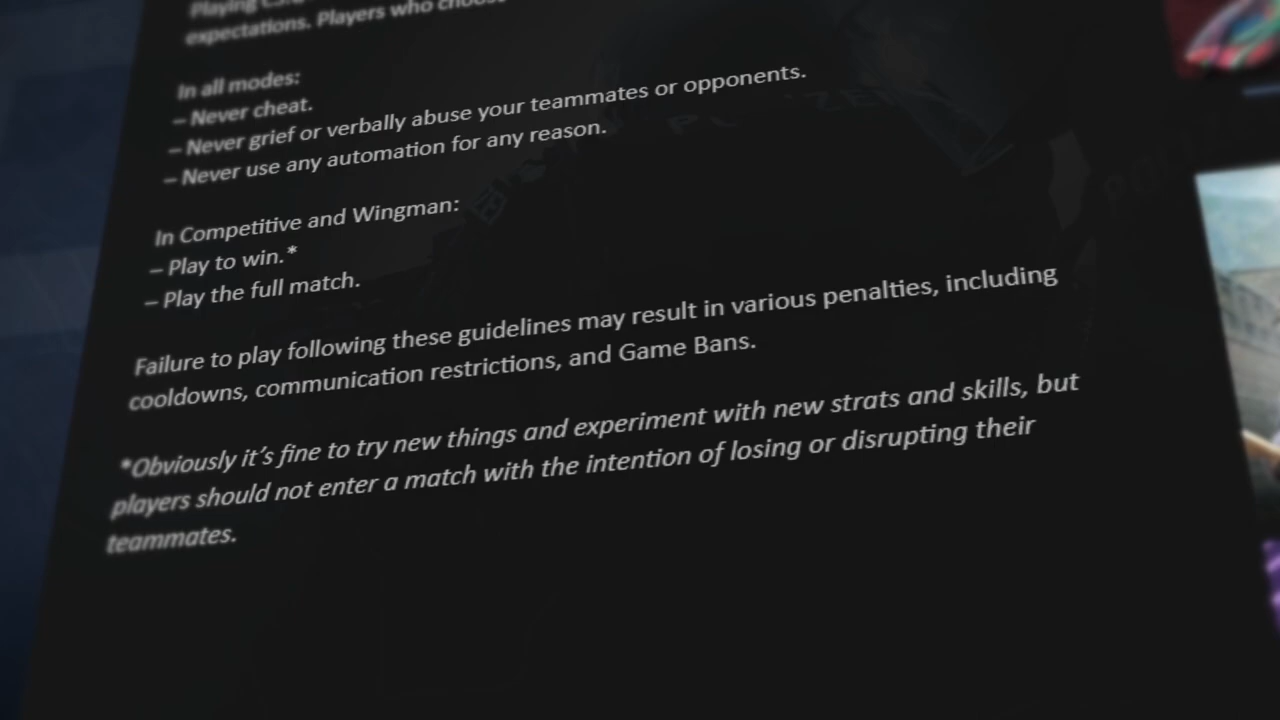 Playing
expectations. Players who choose
In all modes:
– Never cheat.
– Never grief or verbally abuse your teammates or opponents.
– Never use any automation for any reason.
In Competitive and Wingman:
– Play to win.*
– Play the full match.
Failure to play following these guidelines may result in various penalties, including
cooldowns, communication restrictions, and Game Bans.
*Obviously it’s fine to try new things and experiment with new strats and skills, but
players should not enter a match with the intention of losing or disrupting their
teammates.